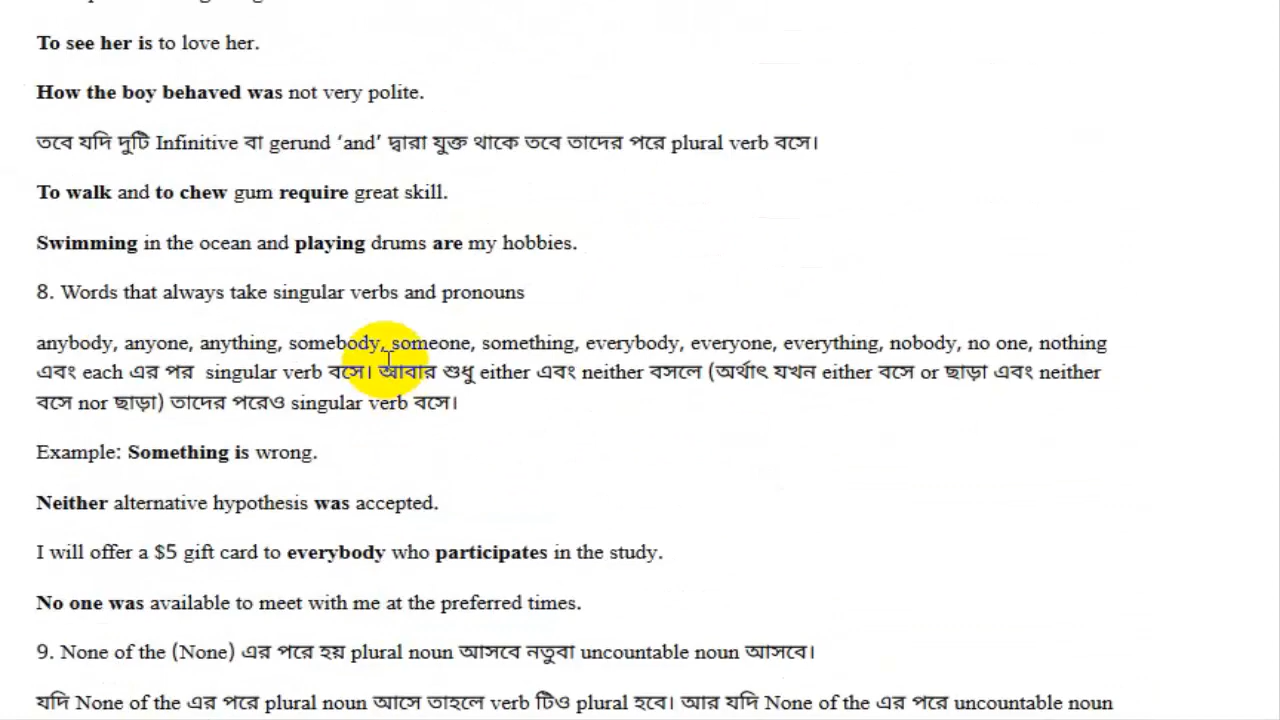 To see her is to love her.
How the boy behaved was not very polite.
তবে যদি দুটি Infinitive বা gerund ‘and’ দ্বারা যুক্ত থাকে তবে তাদের পরে plural verb বসে।
To walk and to chew gum require great skill.
Swimming in the ocean and playing drums are my hobbies.
8. Words that always take singular verbs and pronouns
anybody, anyone, anything, somebody, someone, something, everybody, everyone, everything, nobody, no one, nothing
এবং each এর পর singular verb বসে। আবার শুধু either এবং neither বসলে (অর্থাৎ যখন either বসে or ছাড়া এবং neither
বসে nor ছাড়া) তাদের পরেও singular verb বসে।
Example: Something is wrong.
Neither alternative hypothesis was accepted.
I will offer a $5 gift card to everybody who participates in the study.
No one was available to meet with me at the preferred times.
9. None of the (None) এর পরে হয় plural noun আসবে নতুবা uncountable noun আসবে।
যদি None of the এর পরে plural noun আসে তাহলে verb টিও plural হবে। আর যদি None of the এর পরে uncountable noun